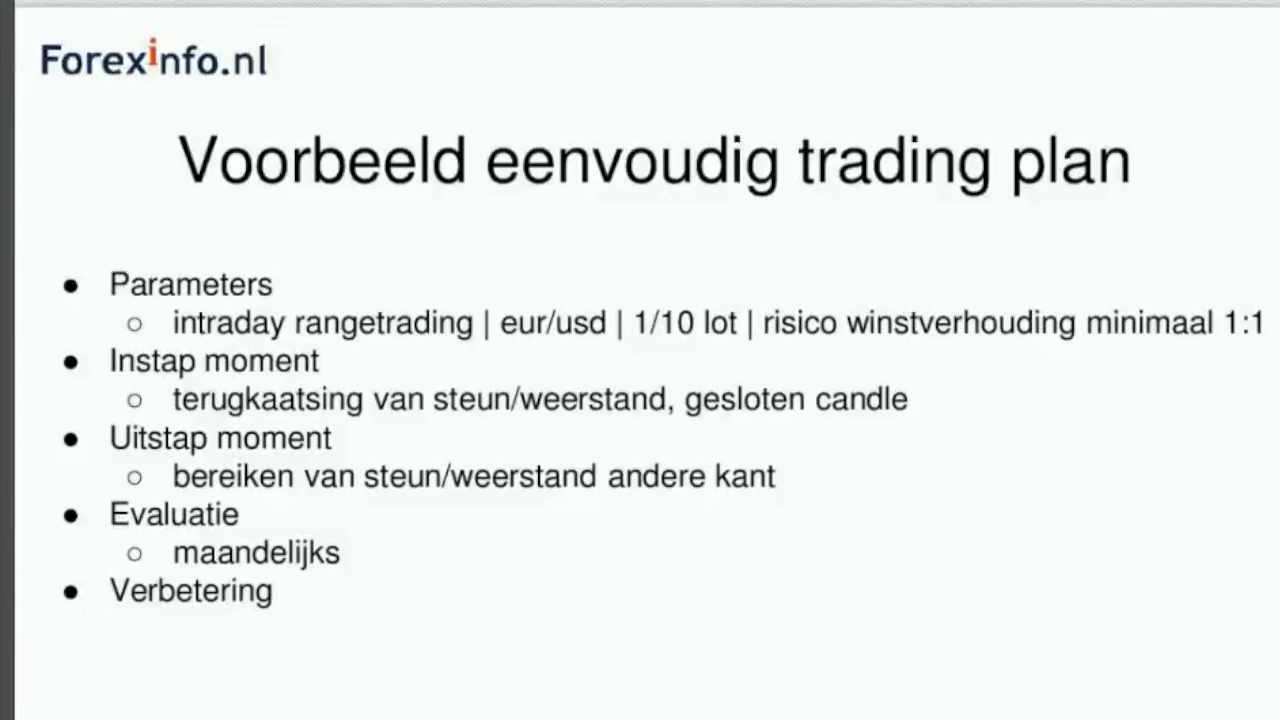 Forexinfo.nl
Voorbeeld eenvoudig trading plan
● Parameters
○ intraday rangetrading | eur/usd | 1/10 lot | risico winstverhouding minimaal 1:1
● Instap moment
○ terugkaatsing van steun/weerstand, gesloten candle
● Uitstap moment
○ bereiken van steun/weerstand andere kant
● Evaluatie
○ maandelijks
● Verbetering